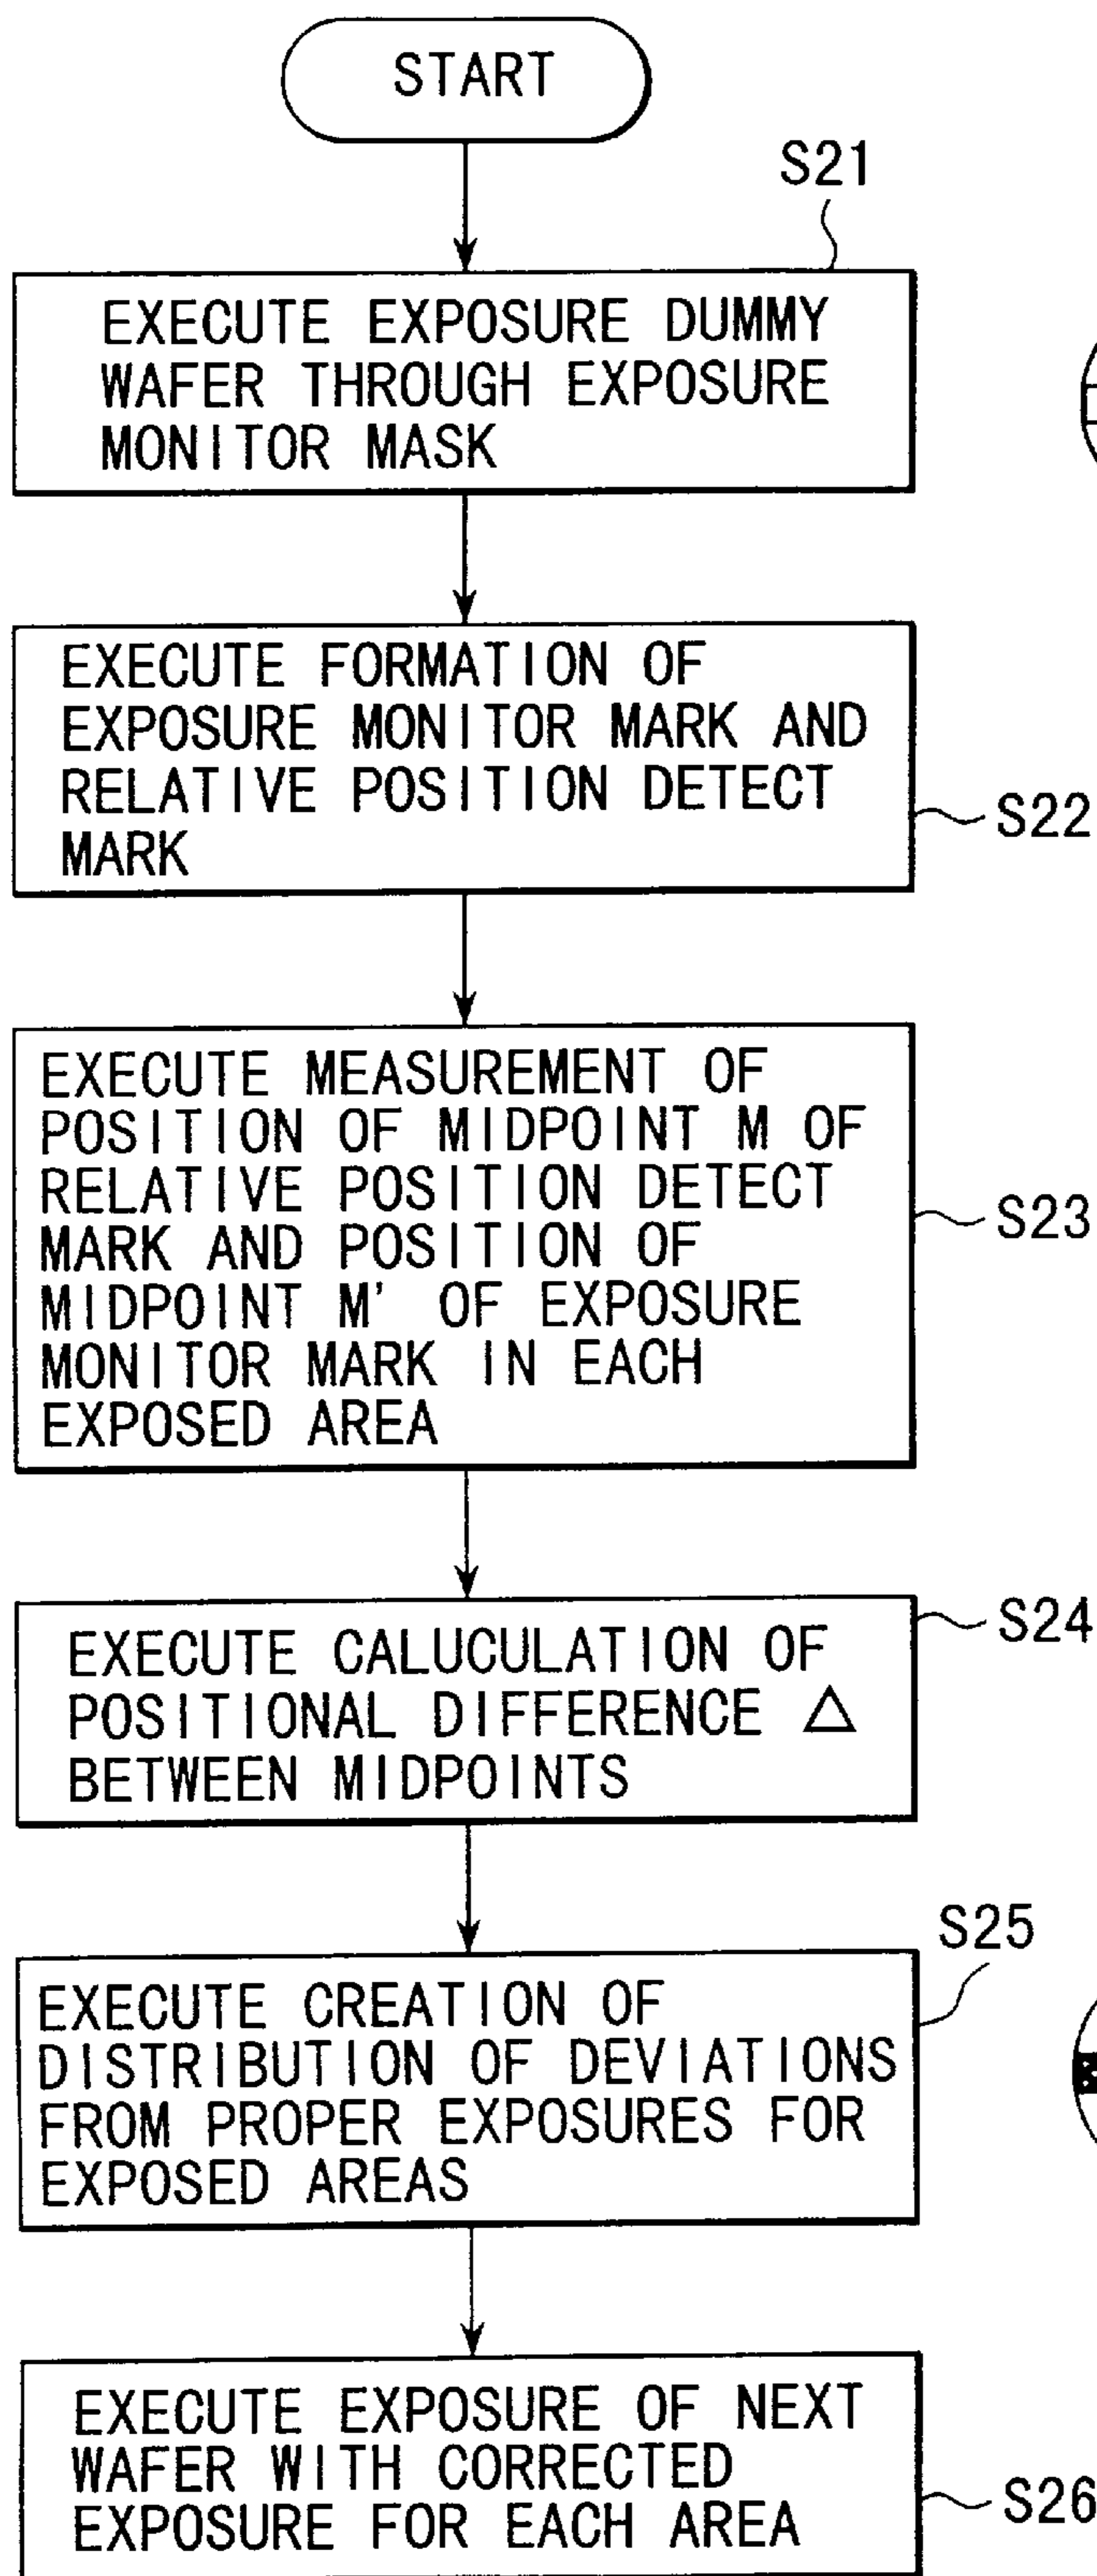 START
S21
EXECUTE EXPOSURE DUMMY
WAFER THROUGH EXPOSURE
MONITOR MASK
EXECUTE FORMATION OF
EXPOSURE MONITOR MARK AND
RELATIVE POSITION DETECT
MARK
S22
EXECUTE MEASUREMENT OF
POSITION OF MIDPOINT M OF
RELATIVE POSITION DETECT
MARK AND POSITION OF
MIDPOINT M' OF EXPOSURE
MONITOR MARK IN EACH
EXPOSED AREA
S23
S24
EXECUTE CALUCULATION OF
POSITIONAL DIFFERENCE △
BETWEEN MIDPOINTS
S25
EXECUTE CREATION OF
DISTRIBUTION OF DEVIATIONS
FROM PROPER EXPOSURES FOR
EXPOSED AREAS
EXECUTE EXPOSURE OF NEXT
WAFER WITH CORRECTED
EXPOSURE FOR EACH AREA
S26